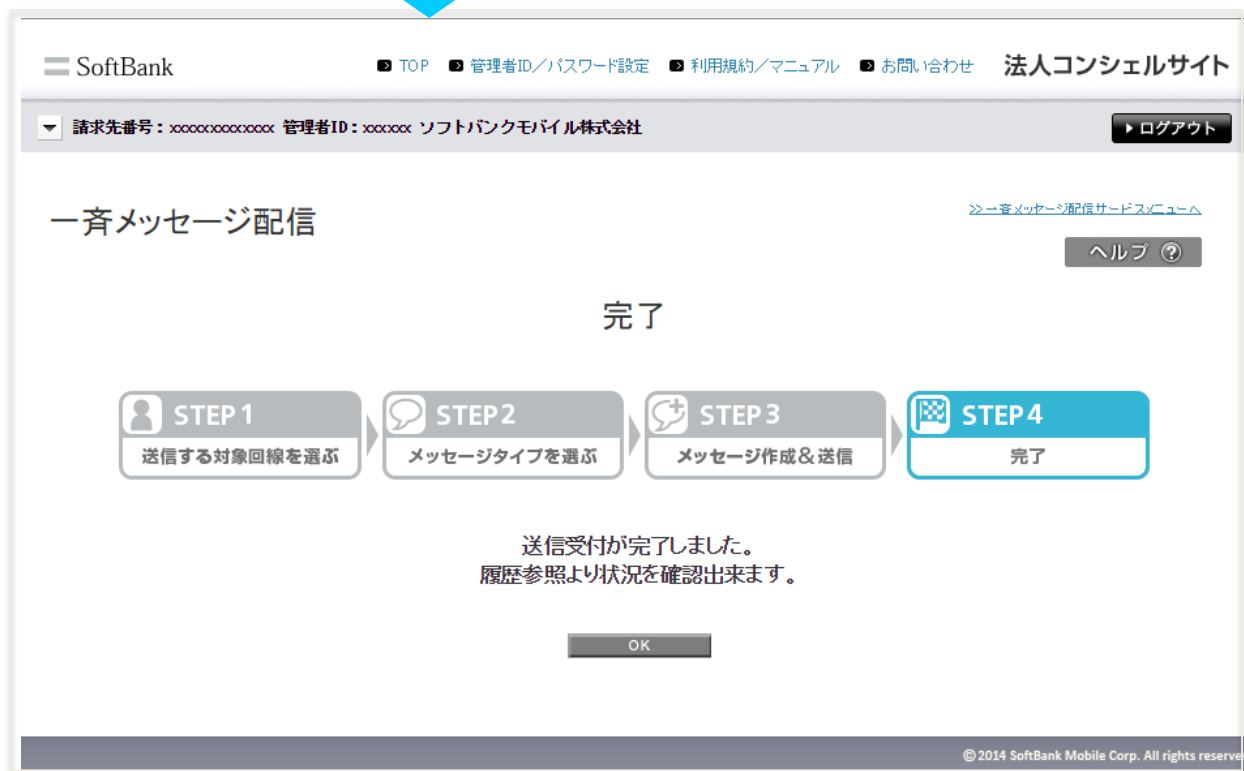 SoftBank
TOP 管理者ID/パスワード設定 利用規約/マニュアル お問い合わせ 法人コンシェルサイト
請求先番号：xxxxxxxxxxxxx 管理者ID：xxxxxx ソフトバンクモバイル株式会社
ログアウト
一斉メッセージ配信
>>一斉メッセージ配信サービスメニューへ
ヘルプ ?
完了
STEP1
送信する対象回線を選ぶ
STEP2
メッセージタイプを選ぶ
STEP3
メッセージ作成&送信
STEP4
完了
送信受付が完了しました。
履歴参照より状況を確認出来ます。
OK
©2014 SoftBank Mobile Corp. All rights reserve